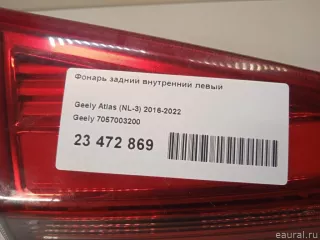 Фонарь задний внутренний левый
Geely Atlas (NL-3) 2016-2022
Geely 7057003200
23 472 869
eaural.ru